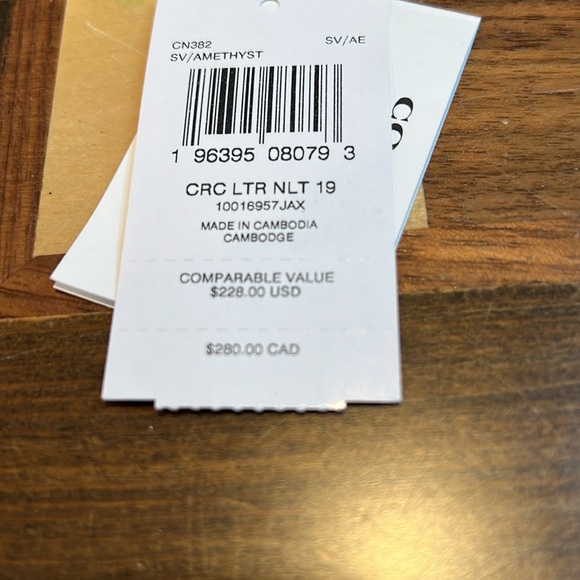 CN382 SV/AE
SV/AMETHYST
1 96395 08079 3
CRC LTR NLT 19
10016957JAX
MADE IN CAMBODIA
CAMBODGE
COMPARABLE VALUE
$228.00 USD
$280.00 CAD